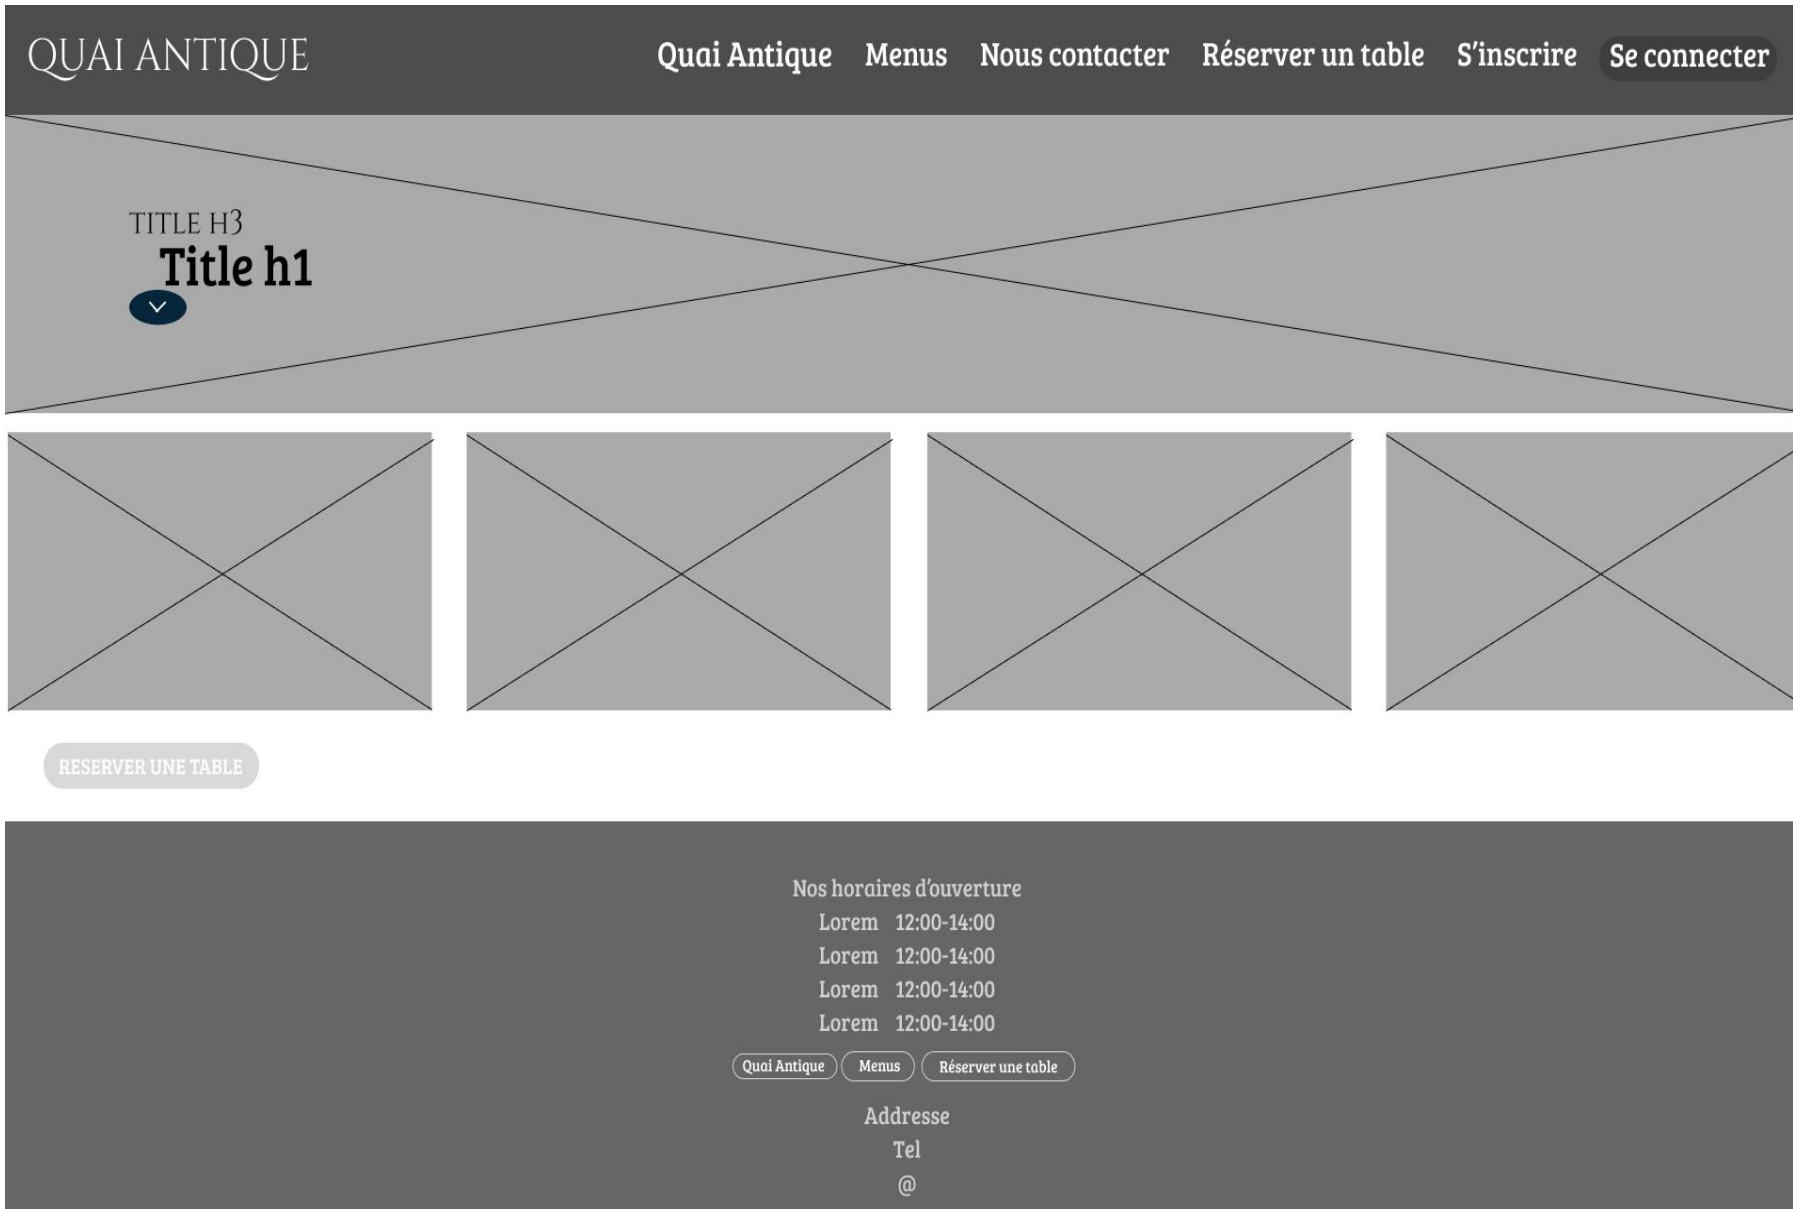 QUAI ANTIQUE
Quai Antique Menus Nous contacter Réserver un table S'inscrire Se connecter
TITLE H3
Title h1
RESERVER UNE TABLE
Nos horaires d'ouverture
Lorem 12:00-14:00
Lorem 12:00-14:00
Lorem 12:00-14:00
Lorem 12:00-14:00
Quai Antique Menus Réserver une table
Addresse
Tel
@